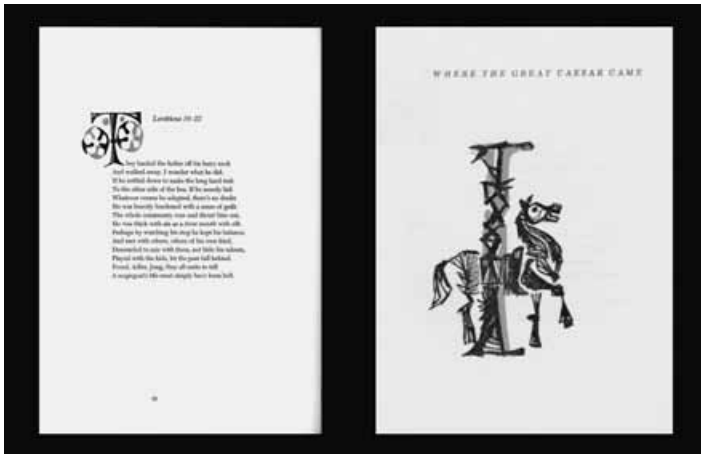 Leviticus
They hauled the halter off his hairy neck
And walked away. I wonder what he did.
If he settled down to make the long hard trek
To the other side of the If he merely hid.
Whatever course he adopted, there's no doubt
He was heavily burdened with a sense of guilt.
The whole community rose and thrust him out.
He was thick with sin as a river mouth with silt.
Perhaps by watching his step he kept his balance
And met with others, others of his own kind,
Descended to mix with them, not hide his talents,
Played with the kids, let the past fall behind.
Freud, Adler, Jung, they all unite to tell
A scapegoat's life must simply have been hell.
WHERE THE GREAT CAESAR CAME